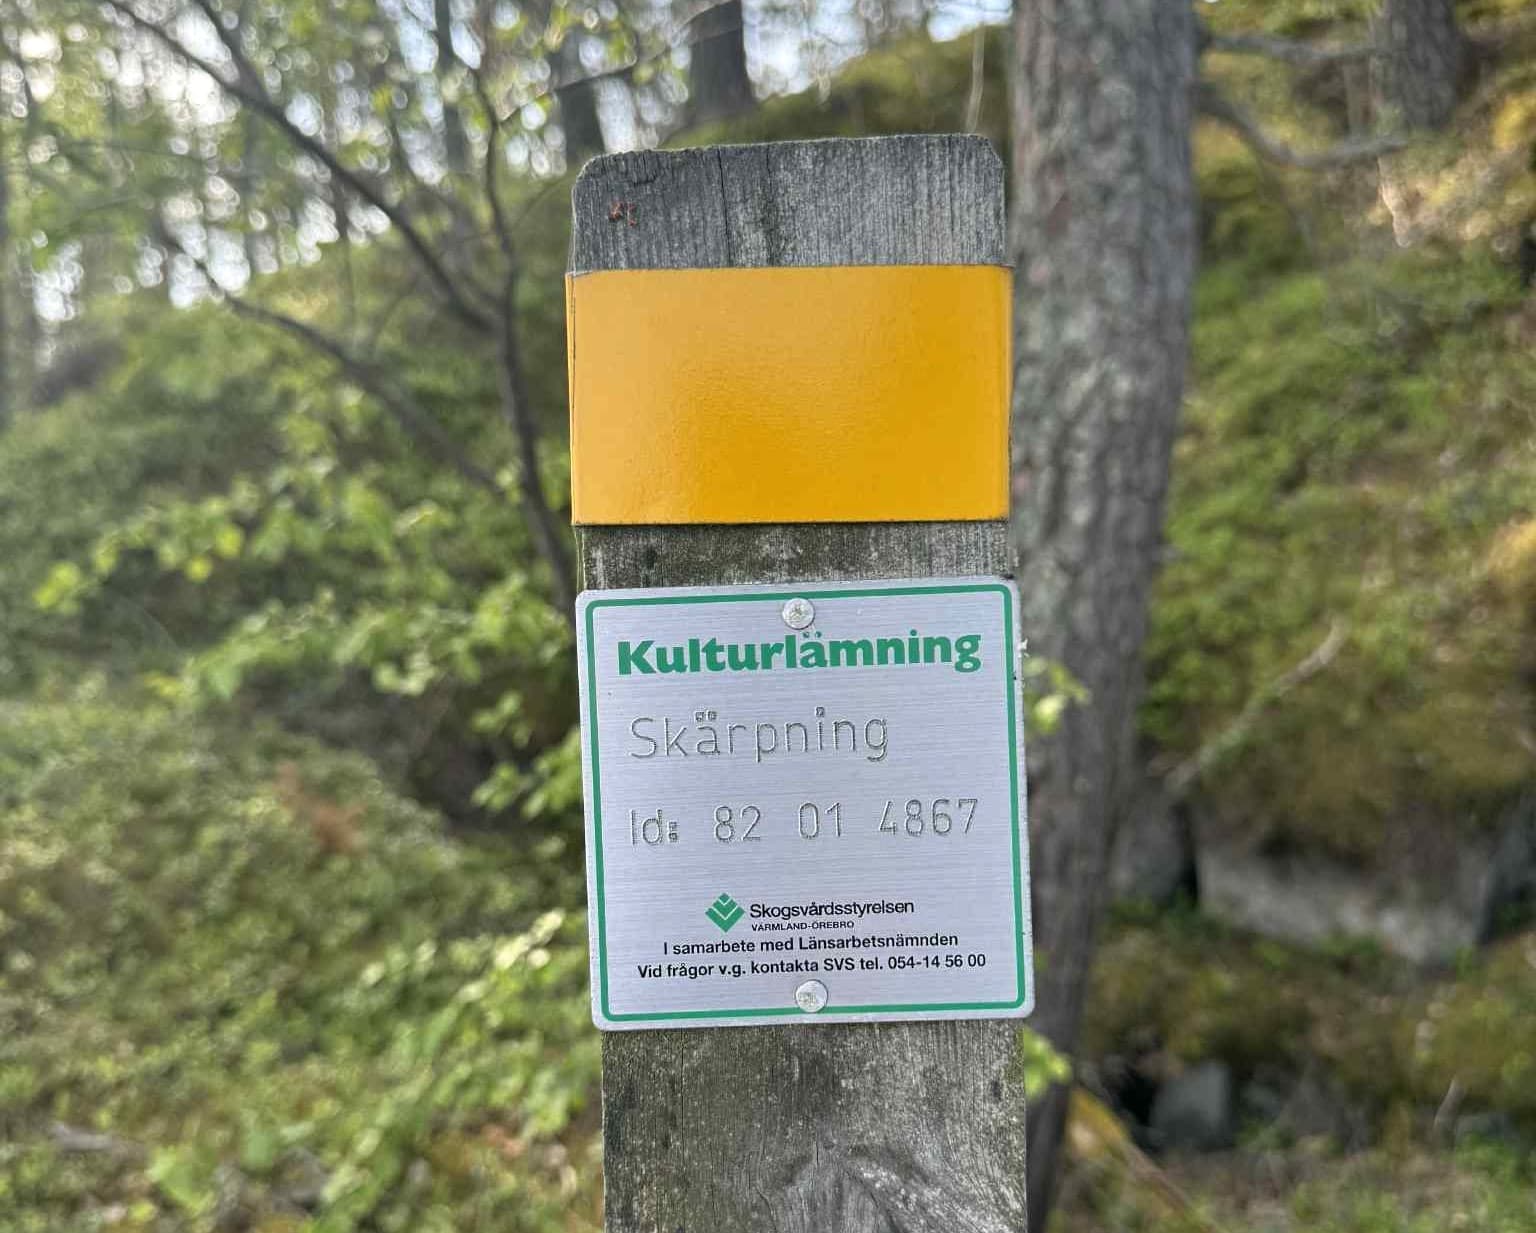 Kulturlämning
Skärpning
Id: 82 01 4867
Skogsvårdsstyrelsen
VÄRMLAND-ÖREBRO
I samarbete med Länsarbetsnämnden
Vid frågor v.g. kontakta SVS tel. 054-14 56 00